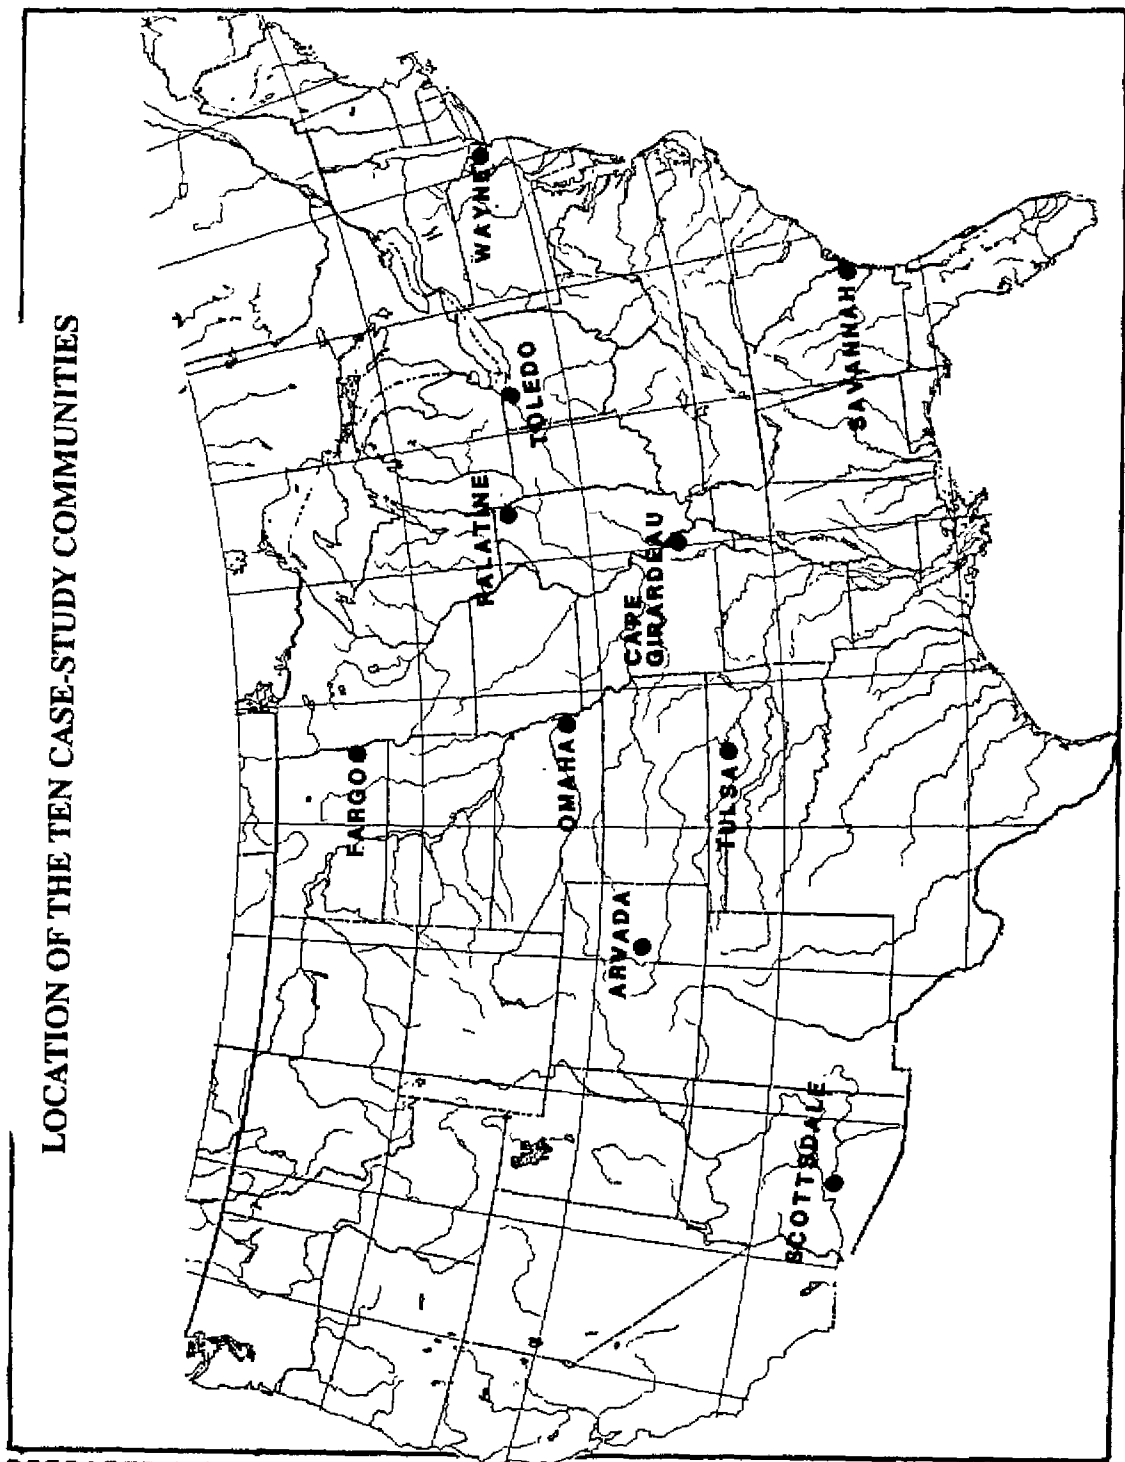 LOCATION OF THE TEN CASE-STUDY COMMUNITIES
FARGO
PALATINE
WAYNE
TOLEDO
OMAHA
ARVADA
CAPE
GIRARDEAU
TULSA
SCOTTSDALE
SAVANNAH